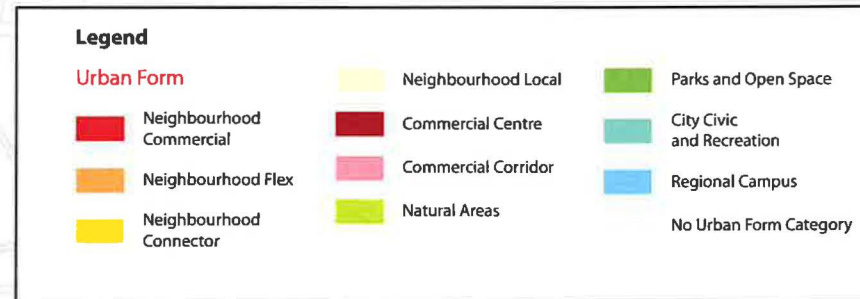 Legend
Urban Form
Neighbourhood
Commercial
Neighbourhood Flex
Neighbourhood
Connector
Neighbourhood Local
Commercial Centre
Commercial Corridor
Natural Areas
Parks and Open Space
City Civic
and Recreation
Regional Campus
No Urban Form Category